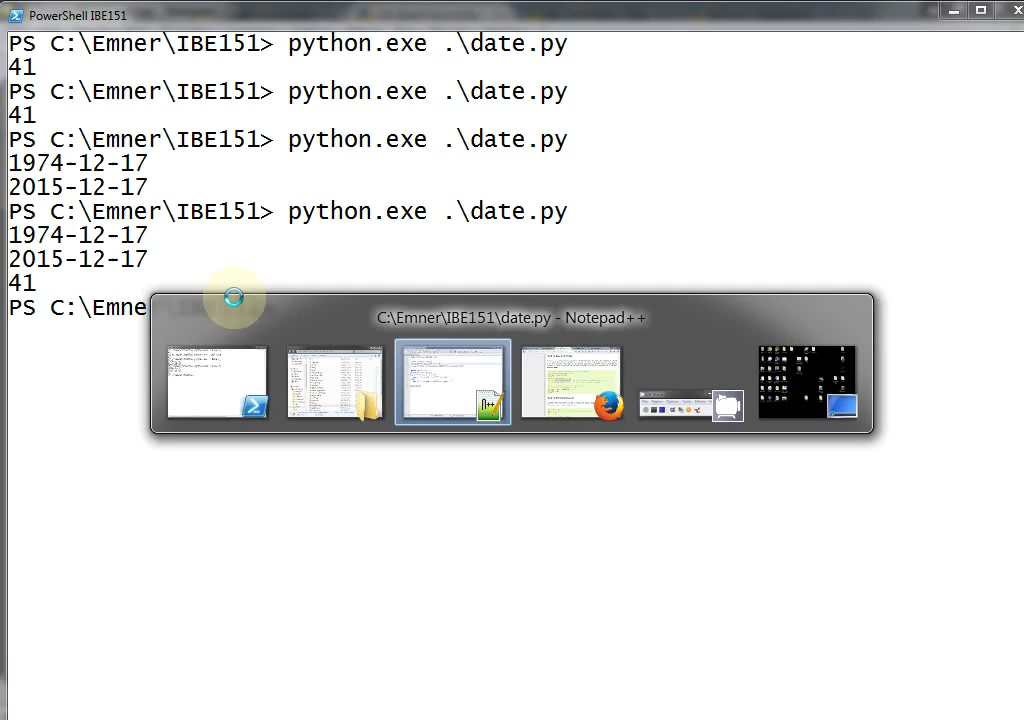 PowerShell IBE151
PS C:\Emner\IBE151> python.exe .\date.py
41
PS C:\Emner\IBE151> python.exe .\date.py
41
PS C:\Emner\IBE151> python.exe .\date.py
1974-12-17
2015-12-17
PS C:\Emner\IBE151> python.exe .\date.py
1974-12-17
2015-12-17
41
PS C:\Emne
C:\Emner\IBE151\date.py - Notepad++